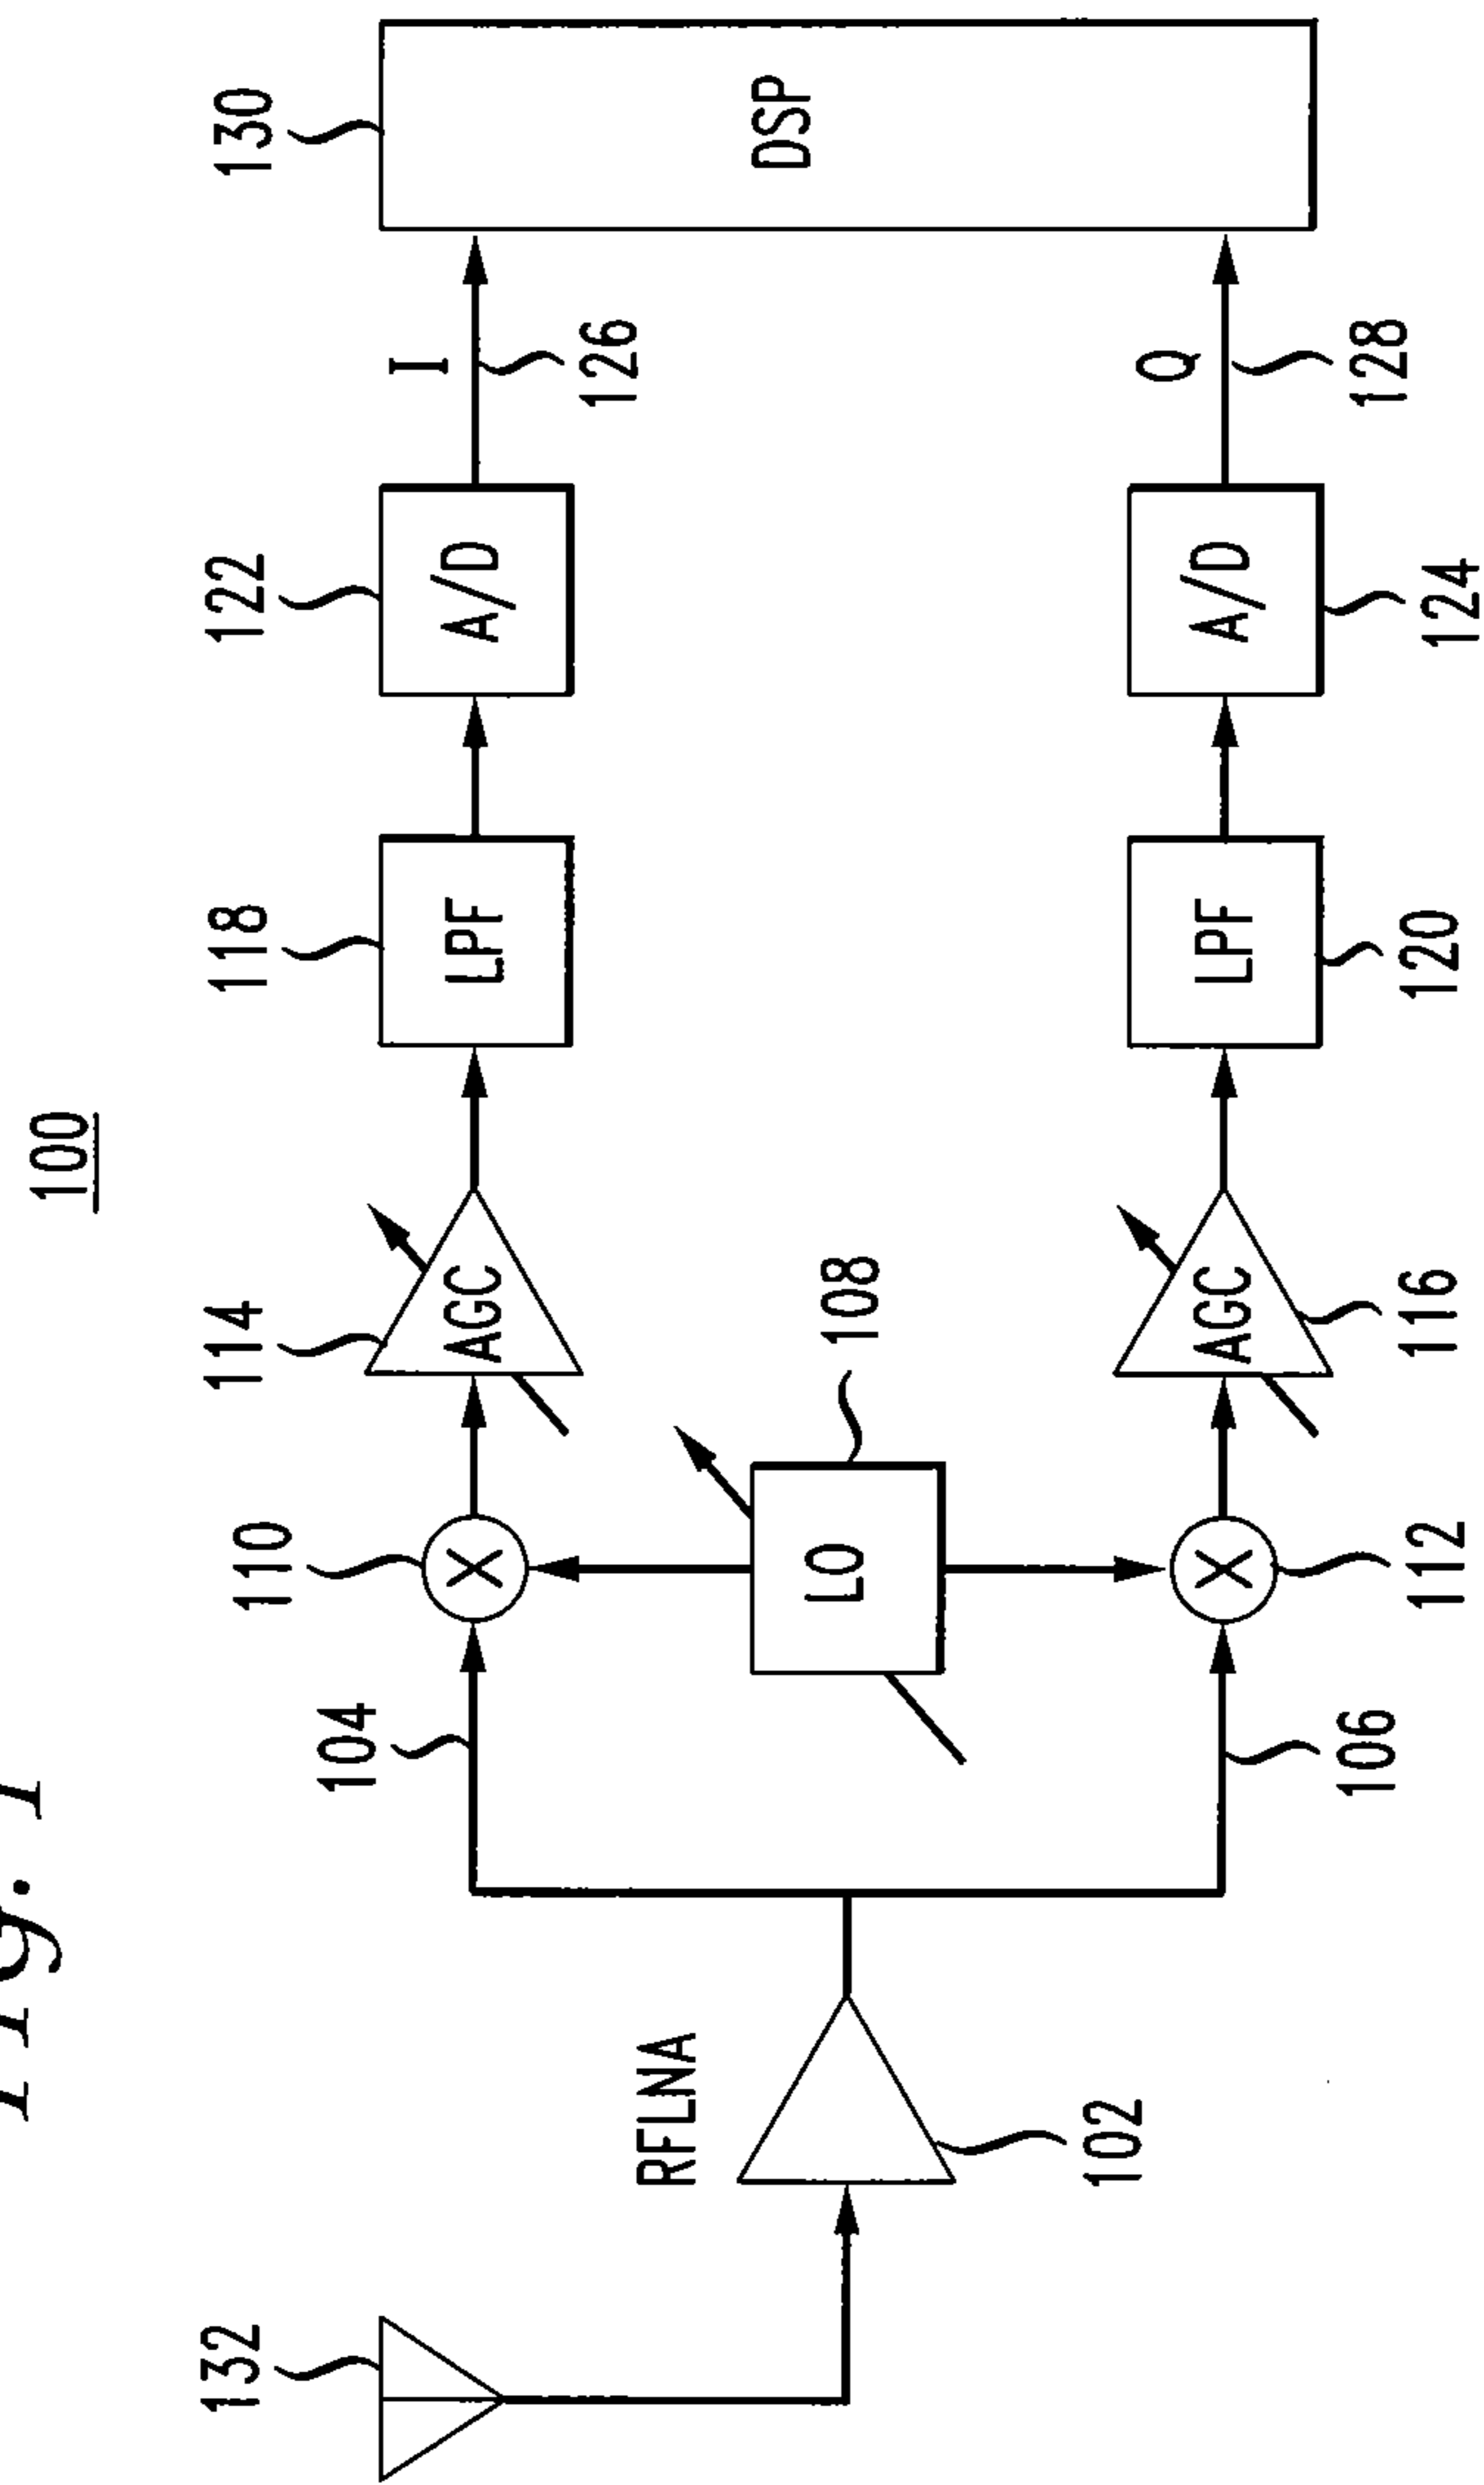 Fig. 1
100
132
RFLNA
102
104
106
110
X
LO
108
X
112
114
AGC
AGC
116
118
LPF
LPF
120
122
A/D
A/D
124
I
126
Q
128
130
DSP